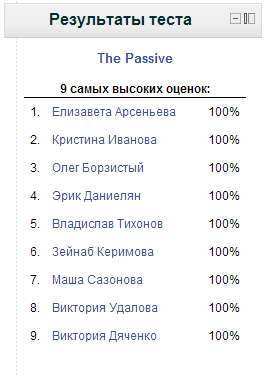 Результаты теста
The Passive
9 самых высоких оценок:
1. Елизавета Арсеньева 100%
2. Кристина Иванова 100%
3. Олег Борзистый 100%
4. Эрик Даниелян 100%
5. Владислав Тихонов 100%
6. Зейнаб Керимова 100%
7. Маша Сазонова 100%
8. Виктория Удалова 100%
9. Виктория Дяченко 100%